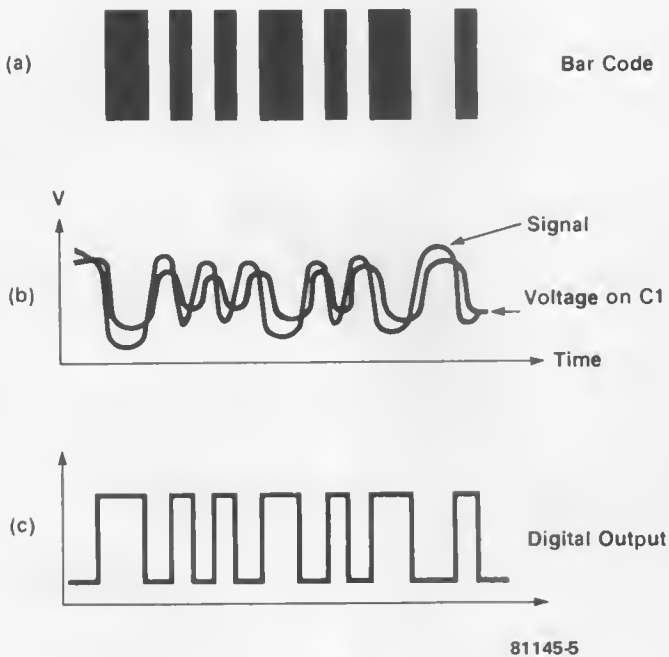 (a)
Bar Code
V
Signal
(b)
Voltage on C1
Time
(c)
Digital Output
81145-5